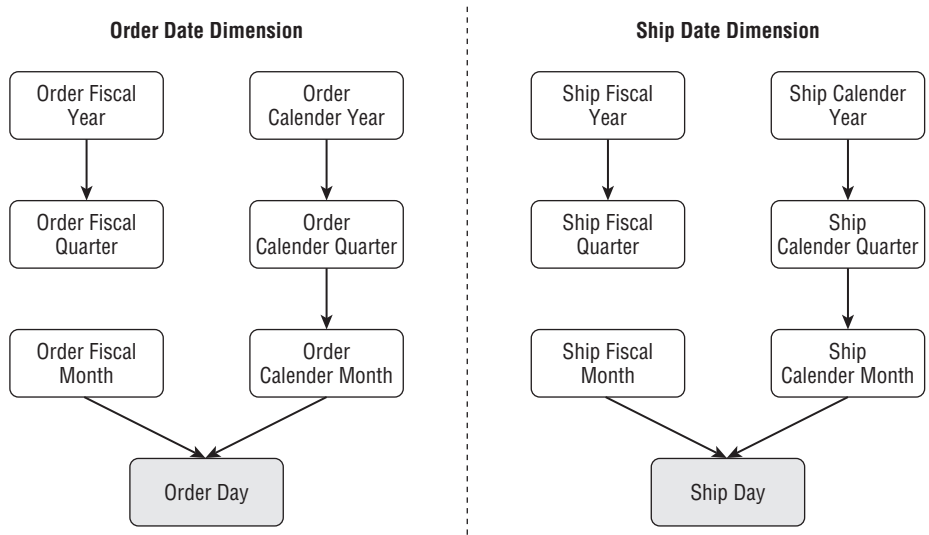 Order Date Dimension
Ship Date Dimension
Order Fiscal
Year
Order
Calender Year
Ship Fiscal
Year
Ship Calender
Year
Order Fiscal
Quarter
Order
Calender Quarter
Ship Fiscal
Quarter
Ship
Calender Quarter
Order Fiscal
Month
Order
Calender Month
Ship Fiscal
Month
Ship
Calender Month
Order Day
Ship Day